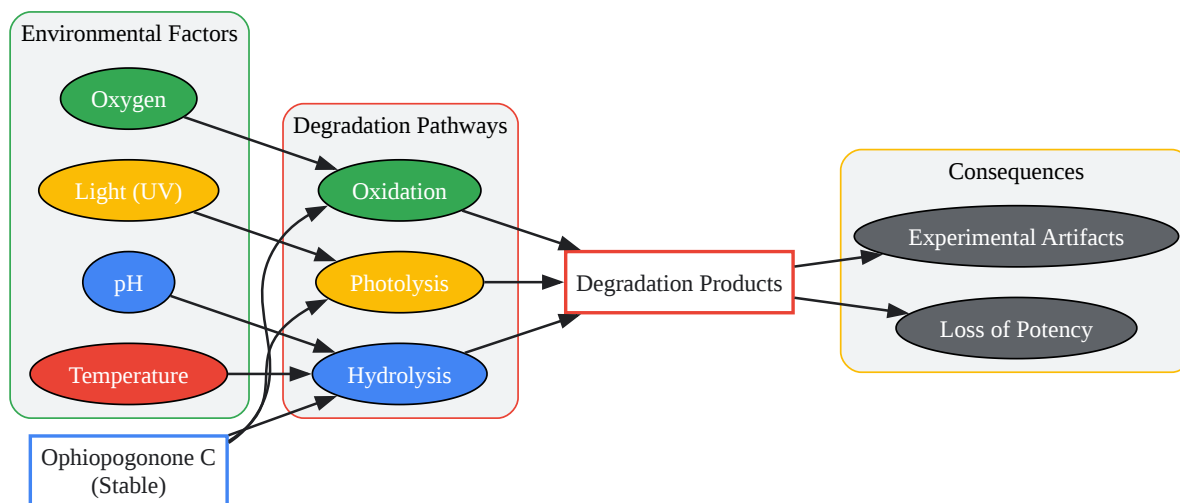 Environmental Factors
Oxygen
Light (UV)
pH
Temperature
Ophiopogonone C
(Stable)
Degradation Pathways
Oxidation
Photolysis
Hydrolysis
Degradation Products
Consequences
Experimental Artifacts
Loss of Potency